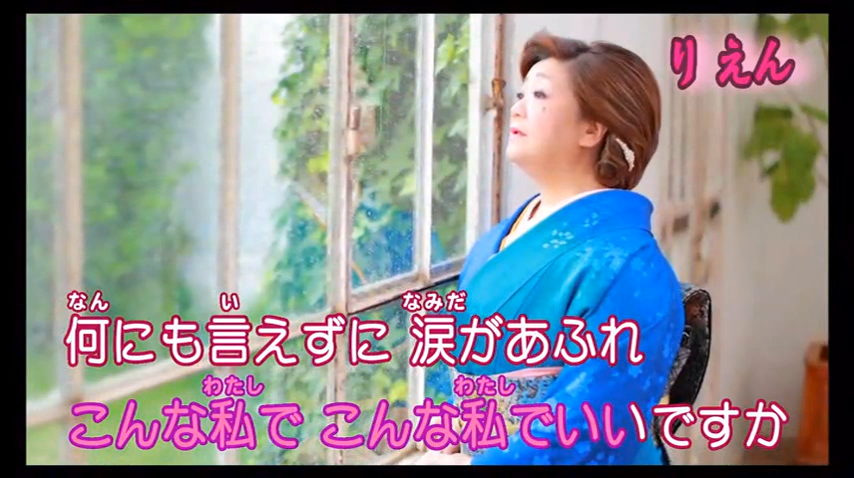 りえん
なん い なみだ
何にも言えずに 涙があふれ
わたし わたし
こんな私で こんな私でいいですか